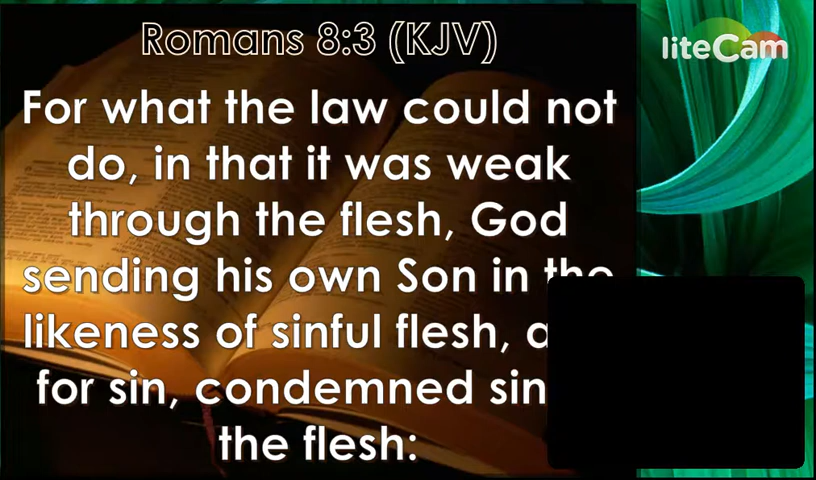 Romans 8:3 (KJV)
liteCam
For what the law could not
do, in that it was weak
through the flesh, God
sending his own Son in the
likeness of sinful flesh,
for sin, condemned sin
the flesh: